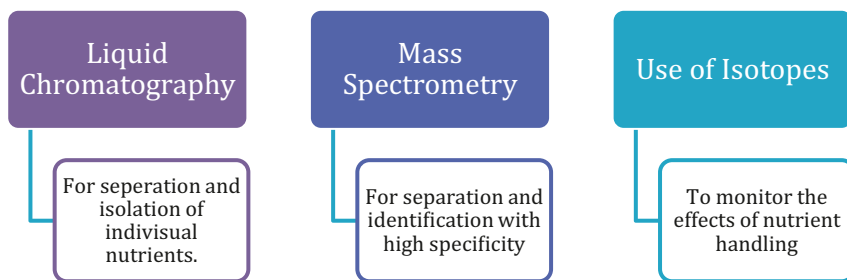 Liquid
Chromatography
For seperation and
isolation of
indivisual
nutrients.
Mass
Spectrometry
For separation and
identification with
high specificity
Use of Isotopes
To monitor the
effects of nutrient
handling